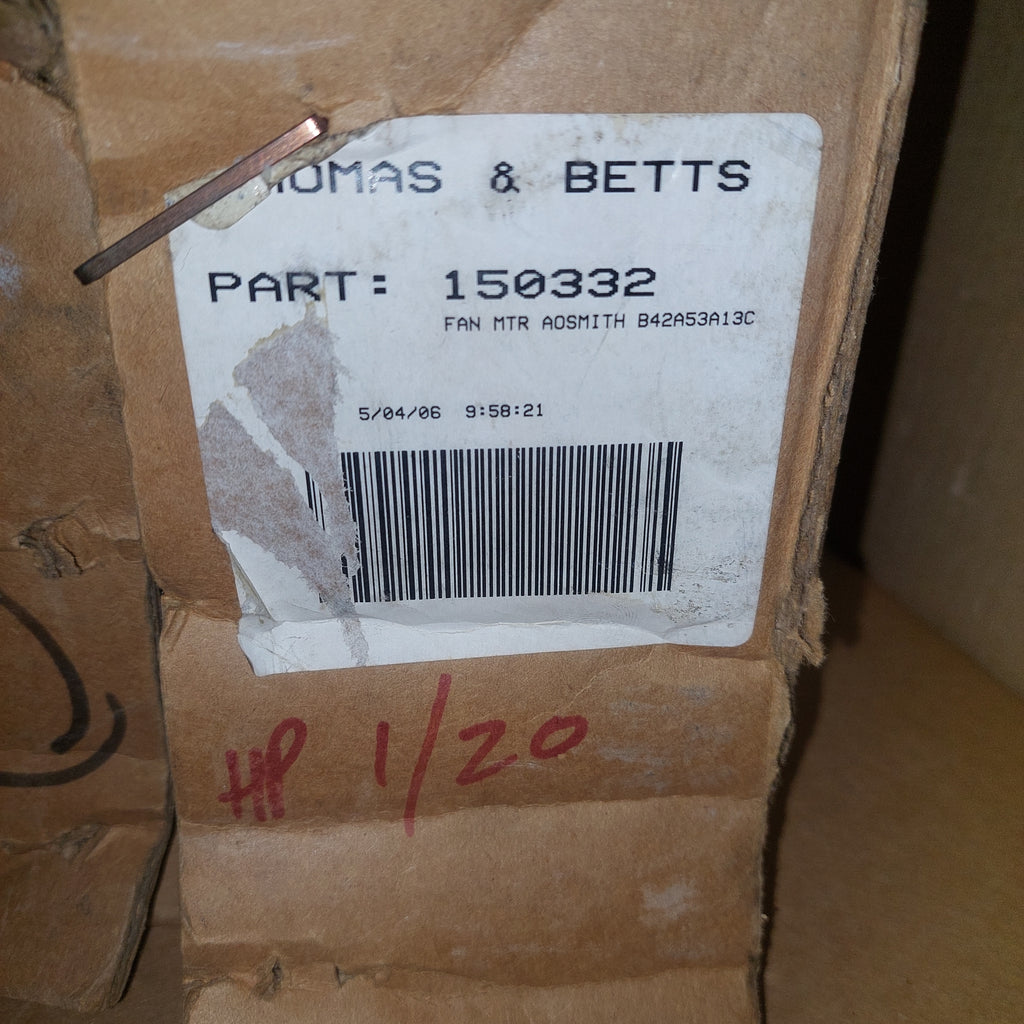 HOMAS & BETTS
PART: 150332
FAN MTR AOSMITH B42A53A13C
5/04/06 9:58:21
HP 1/20